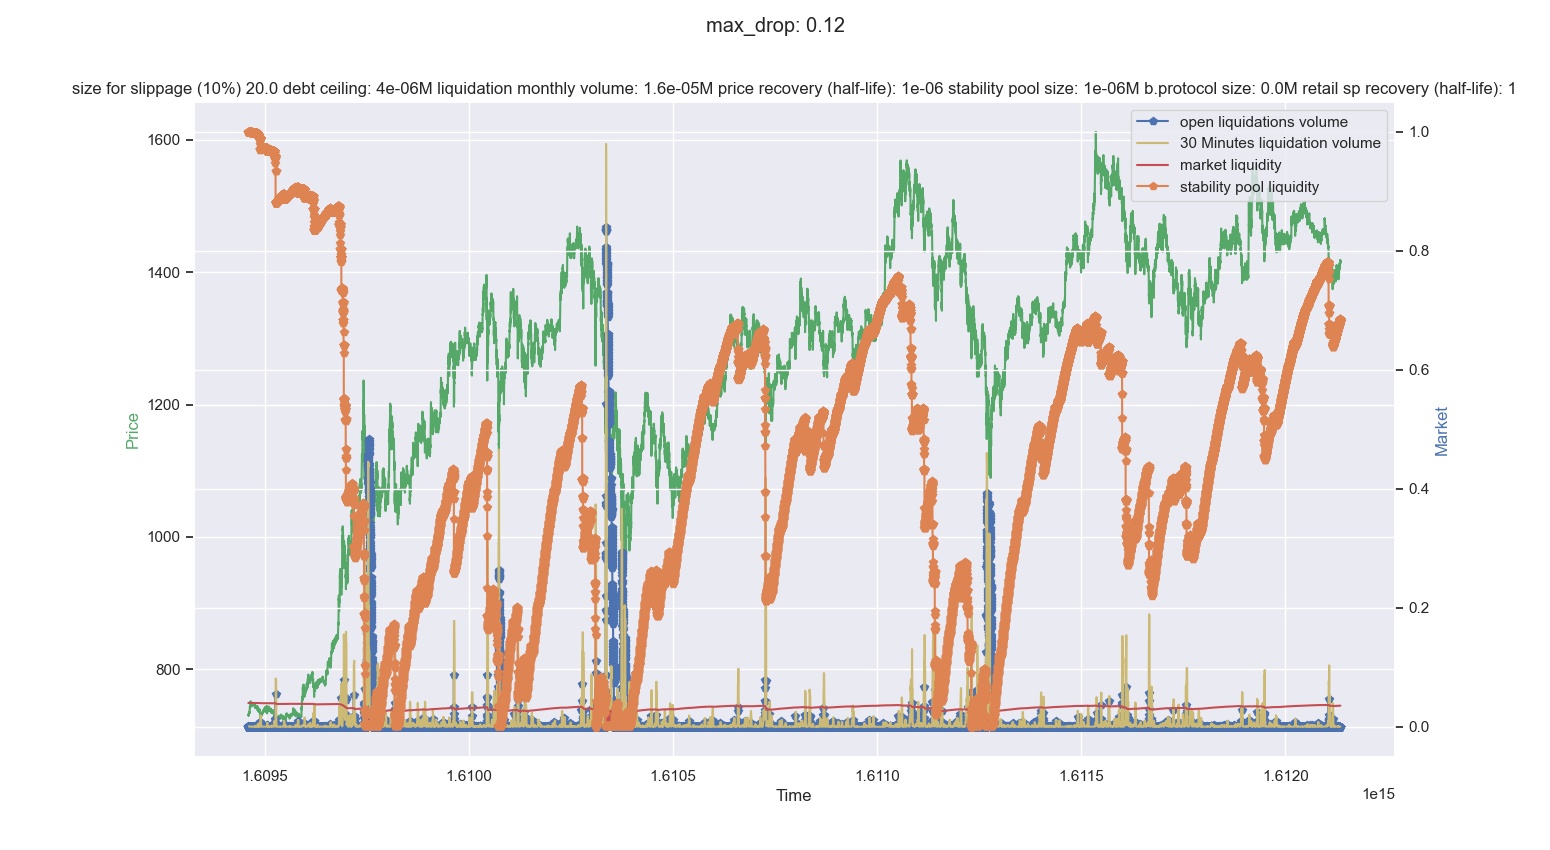 max_drop: 0.12
size for slippage (10%) 20.0 debt ceiling: 4e-06M liquidation monthly volume: 1.6e-05M price recovery (half-life): 1e-06 stability pool size: 1e-06M b.protocol size: 0.0M retail sp recovery (half-life): 1
open liquidations volume
30 Minutes liquidation volume
market liquidity
stability pool liquidity
1600
1400
1200
1000
800
Price
1.0
0.8
0.6
0.4
0.2
0.0
Market
1.6095 1.6100 1.6105 1.6110 1.6115 1.6120
1e15
Time